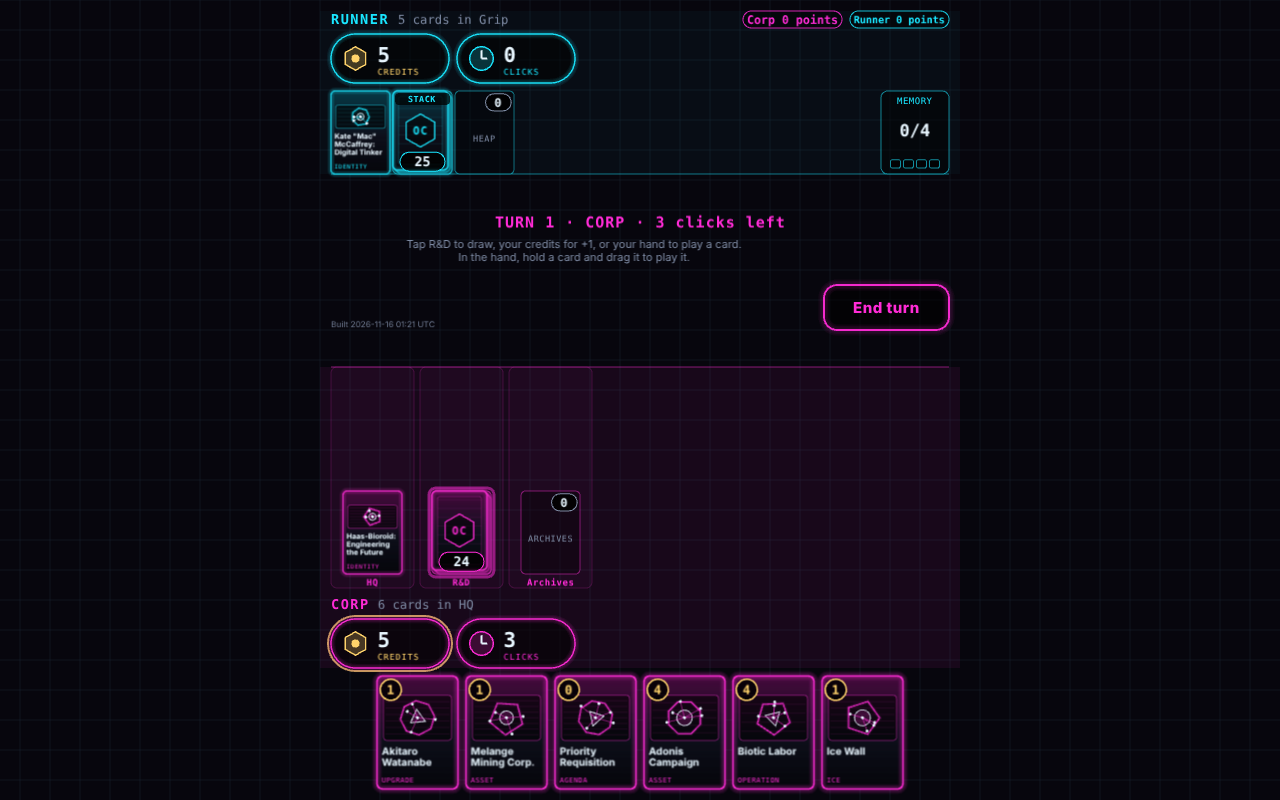 RUNNER 5 cards in Grip
Corp 0 points
Runner 0 points
5
CREDITS
0
CLICKS
Kate "Mac"
McCaffrey:
Digital Tinker
IDENTITY
STACK
OC
25
0
HEAP
MEMORY
0/4
TURN 1 · CORP · 3 clicks left
Tap R&D to draw, your credits for +1, or your hand to play a card.
In the hand, hold a card and drag it to play it.
End turn
Built 2026-11-16 01:21 UTC
Haas-Bioroid:
Engineering
the Future
IDENTITY
HQ
OC
24
R&D
0
ARCHIVES
Archives
CORP 6 cards in HQ
5
CREDITS
3
CLICKS
1
Akitaro
Watanabe
UPGRADE
1
Melange
Mining Corp.
ASSET
0
Priority
Requisition
AGENDA
4
Adonis
Campaign
ASSET
4
Biotic Labor
OPERATION
1
Ice Wall
ICE